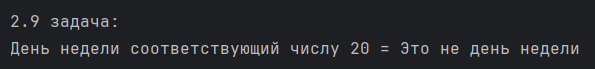 2.9 задача:
День недели соответствующий числу 20 = Это не день недели